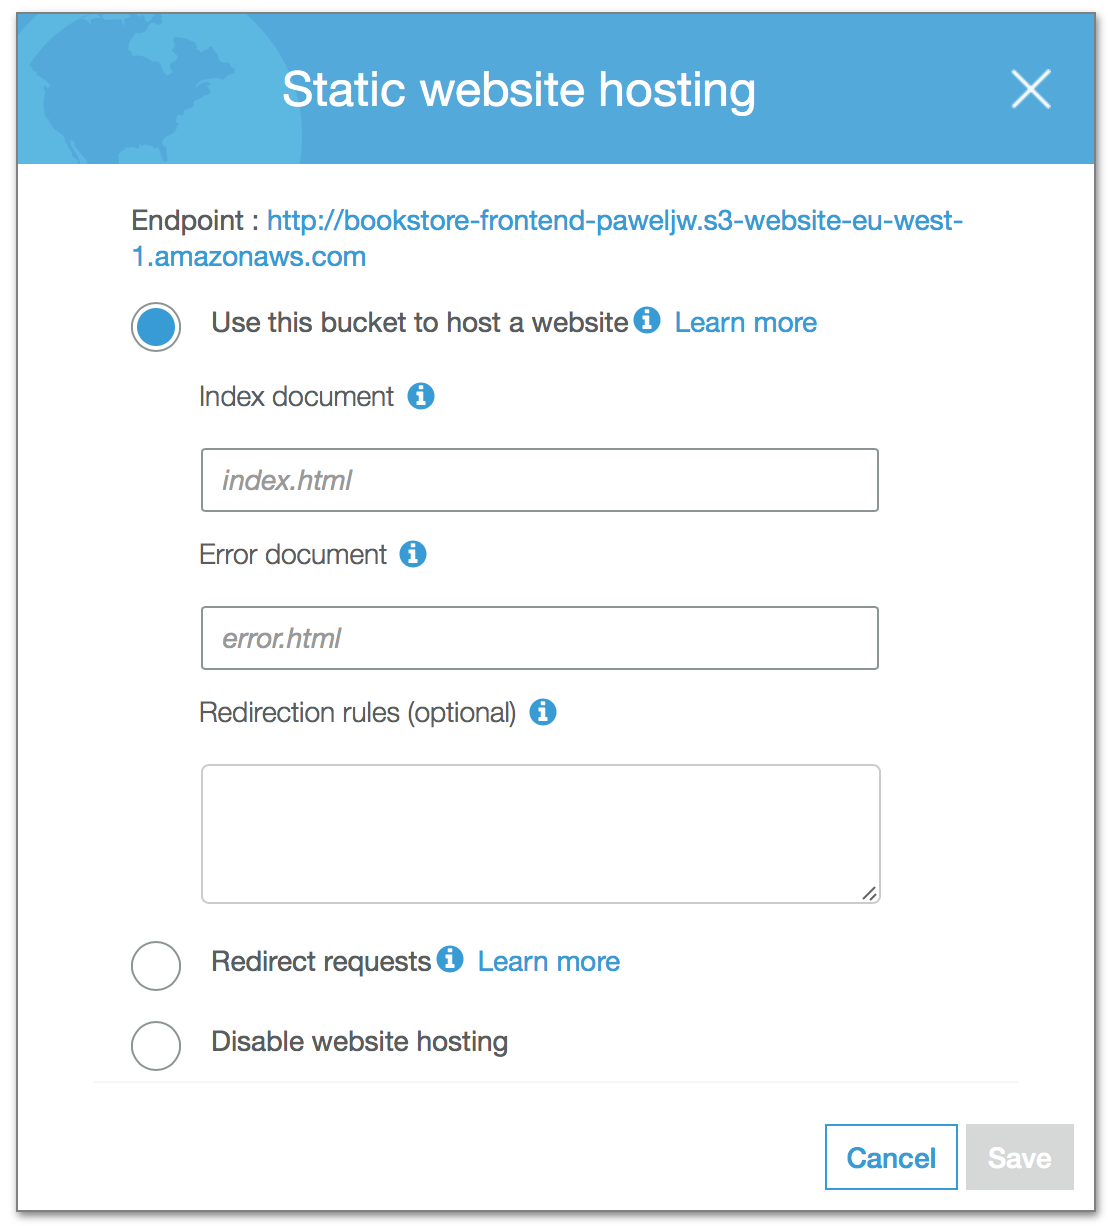 Static website hosting
Endpoint : http://bookstore-frontend-paweljw.s3-website-eu-west-
1.amazonaws.com
Use this bucket to host a website Learn more
Index document
index.html
Error document
error.html
Redirection rules (optional)
Redirect requests Learn more
Disable website hosting
Cancel Save